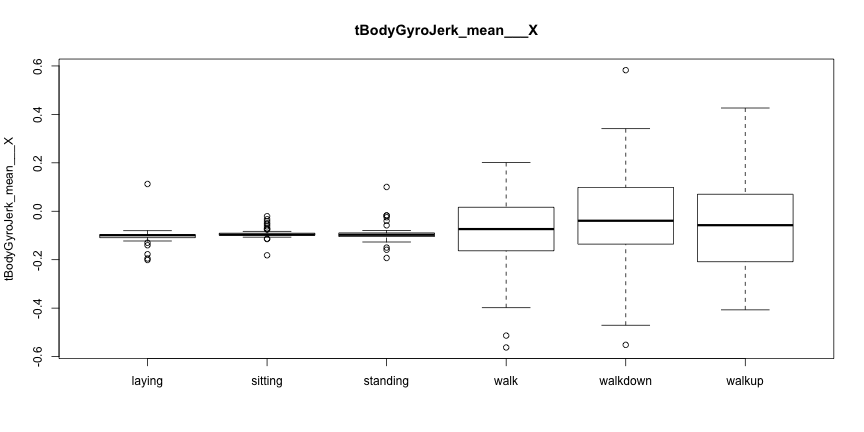 tBodyGyroJerk_mean___X
tBodyGyroJerk_mean___X
0.6
0.4
0.2
0.0
-0.2
-0.4
-0.6
laying sitting standing walk walkdown walkup